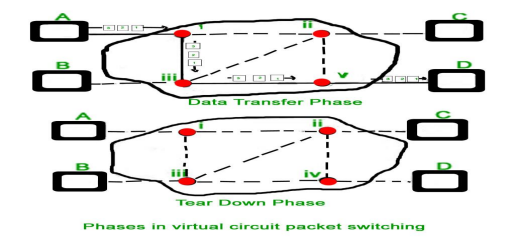 A i ii C
B iii v D
Data Transfer Phase
A i ii C
B iii iv D
Tear Down Phase
Phases in virtual circuit packet switching